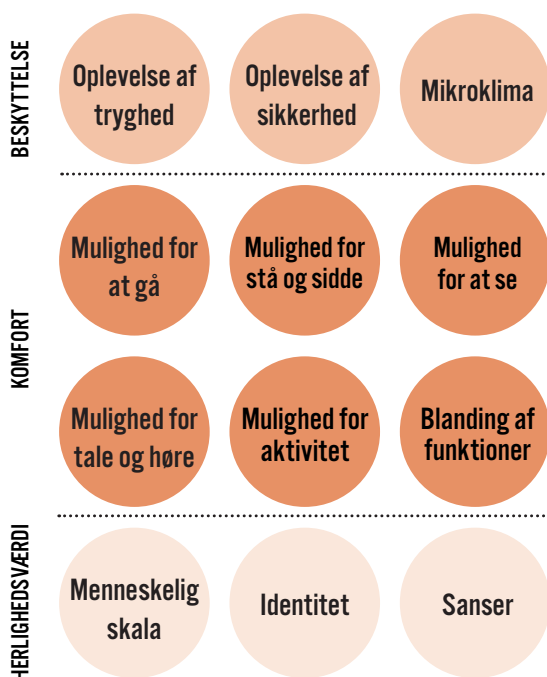 BESKYTTELSE
Oplevelse af
tryghed
Oplevelse af
sikkerhed
Mikroklima
KOMFORT
Mulighed for
at gå
Mulighed for
stå og sidde
Mulighed
for at se
Mulighed for
tale og høre
Mulighed for
aktivitet
Blanding af
funktioner
HERLIGHEDSVÆRDI
Menneskelig
skala
Identitet
Sanser